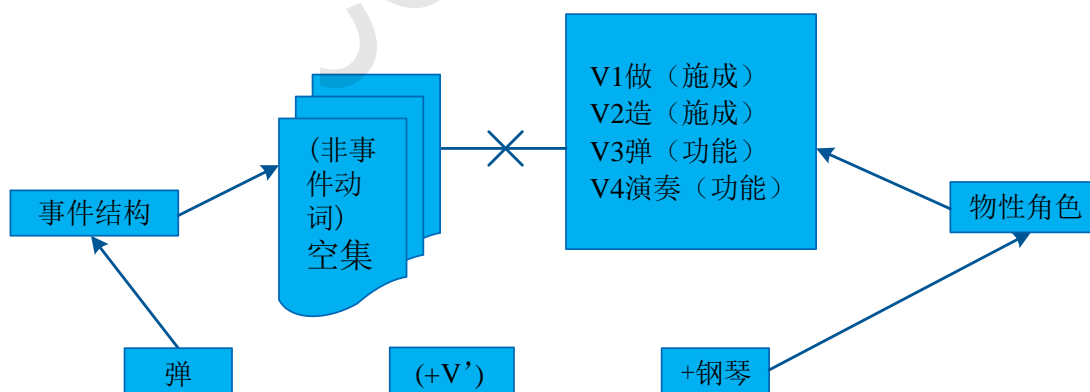 V1做（施成）
V2造（施成）
V3弹（功能）
V4演奏（功能）
(非事
件动
词)
空集
事件结构
物性角色
弹
(+V’)
+钢琴